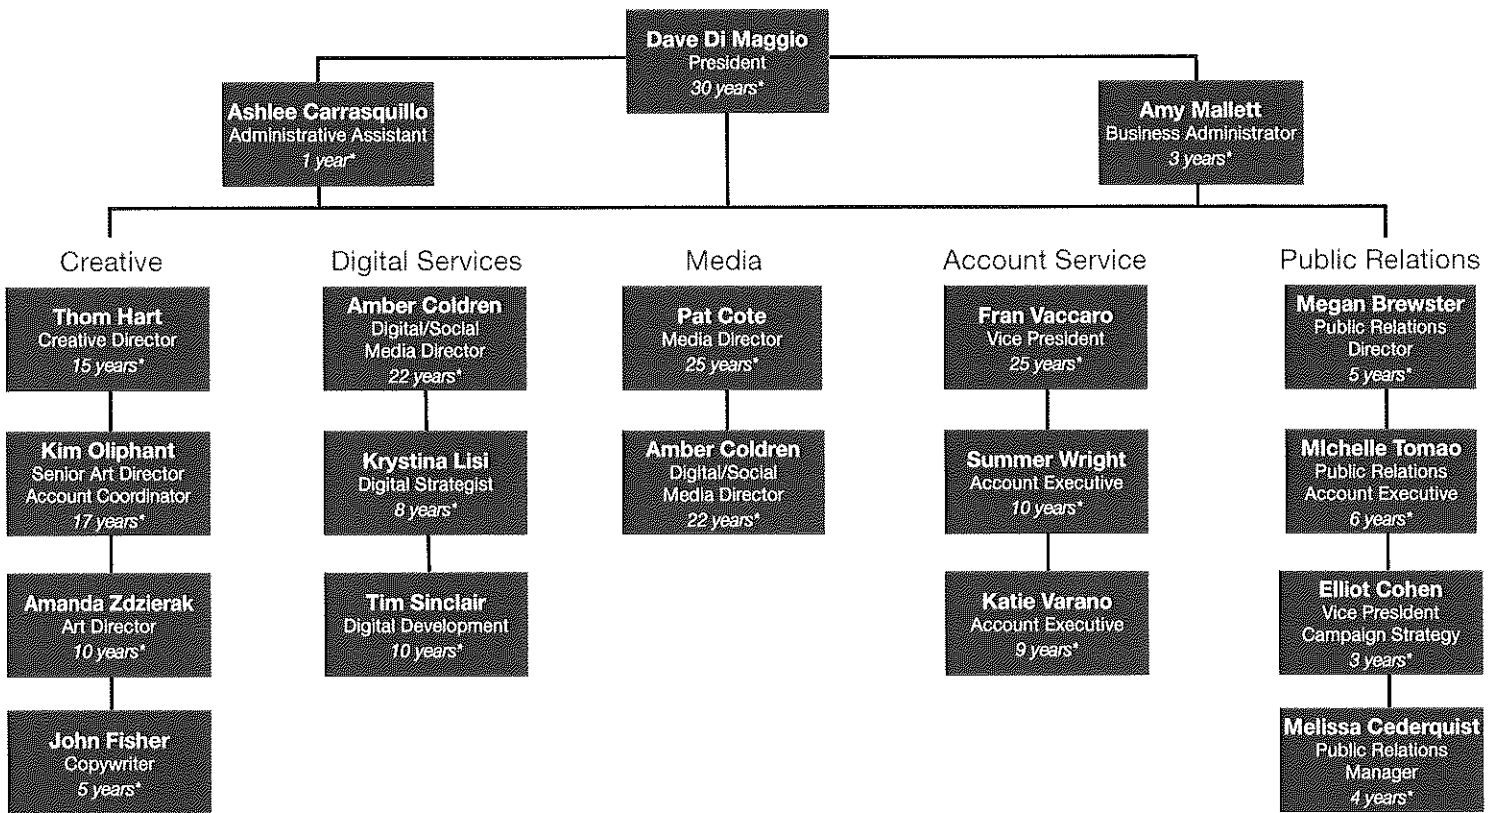 Dave Di Maggio
President
30 years*
Ashlee Carrasquillo
Administrative Assistant
1 year*
Amy Mallett
Business Administrator
3 years*
Creative
Thom Hart
Creative Director
15 years*
Kim Oliphant
Senior Art Director
Account Coordinator
17 years*
Amanda Zdzierak
Art Director
10 years*
John Fisher
Copywriter
5 years*
Digital Services
Amber Coldren
Digital/Social
Media Director
22 years*
Krystina Lisi
Digital Strategist
8 years*
Tim Sinclair
Digital Development
10 years*
Media
Pat Cote
Media Director
25 years*
Amber Coldren
Digital/Social
Media Director
22 years*
Account Service
Fran Vaccaro
Vice President
25 years*
Summer Wright
Account Executive
10 years*
Katie Varano
Account Executive
9 years*
Public Relations
Megan Brewster
Public Relations
Director
5 years*
MIchelle Tomao
Public Relations
Account Executive
6 years*
Elliot Cohen
Vice President
Campaign Strategy
3 years*
Melissa Cederquist
Public Relations
Manager
4 years*